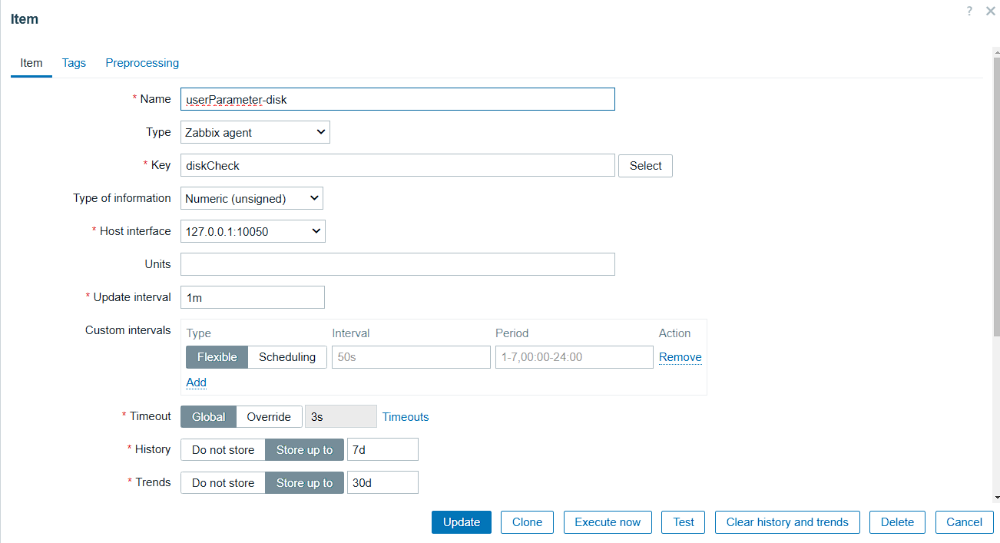 Item
? ×
Item Tags Preprocessing
* Name userParameter-disk
Type Zabbix agent
* Key diskCheck Select
Type of information Numeric (unsigned)
* Host interface 127.0.0.1:10050
Units
* Update interval 1m
Custom intervals Type Interval Period Action
Flexible Scheduling 50s 1-7,00:00-24:00 Remove
Add
* Timeout Global Override 3s Timeouts
* History Do not store Store up to 7d
* Trends Do not store Store up to 30d
Update Clone Execute now Test Clear history and trends Delete Cancel